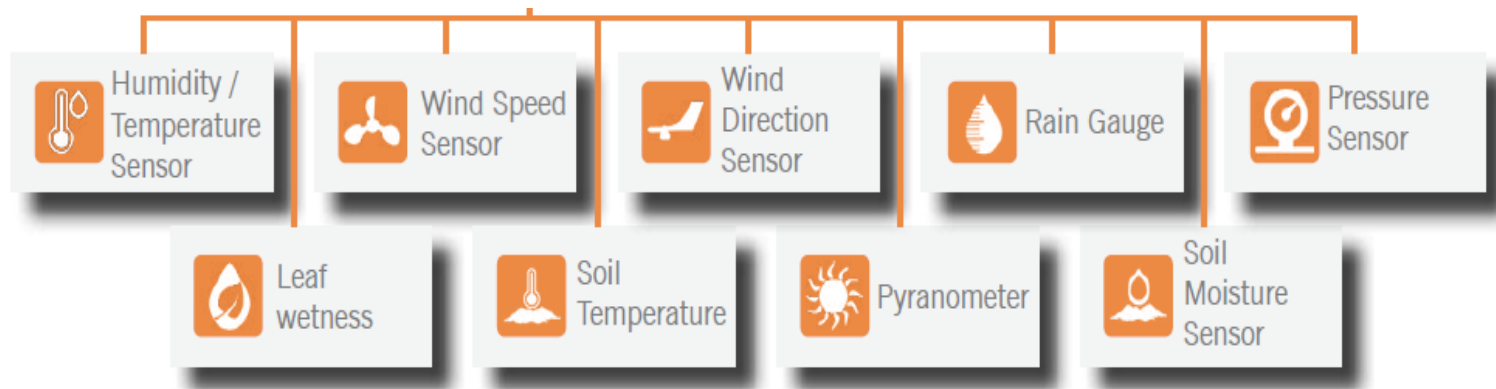 Humidity /
Temperature
Sensor
Wind Speed
Sensor
Wind
Direction
Sensor
Rain Gauge
Pressure
Sensor
Leaf
wetness
Soil
Temperature
Pyranometer
Soil
Moisture
Sensor